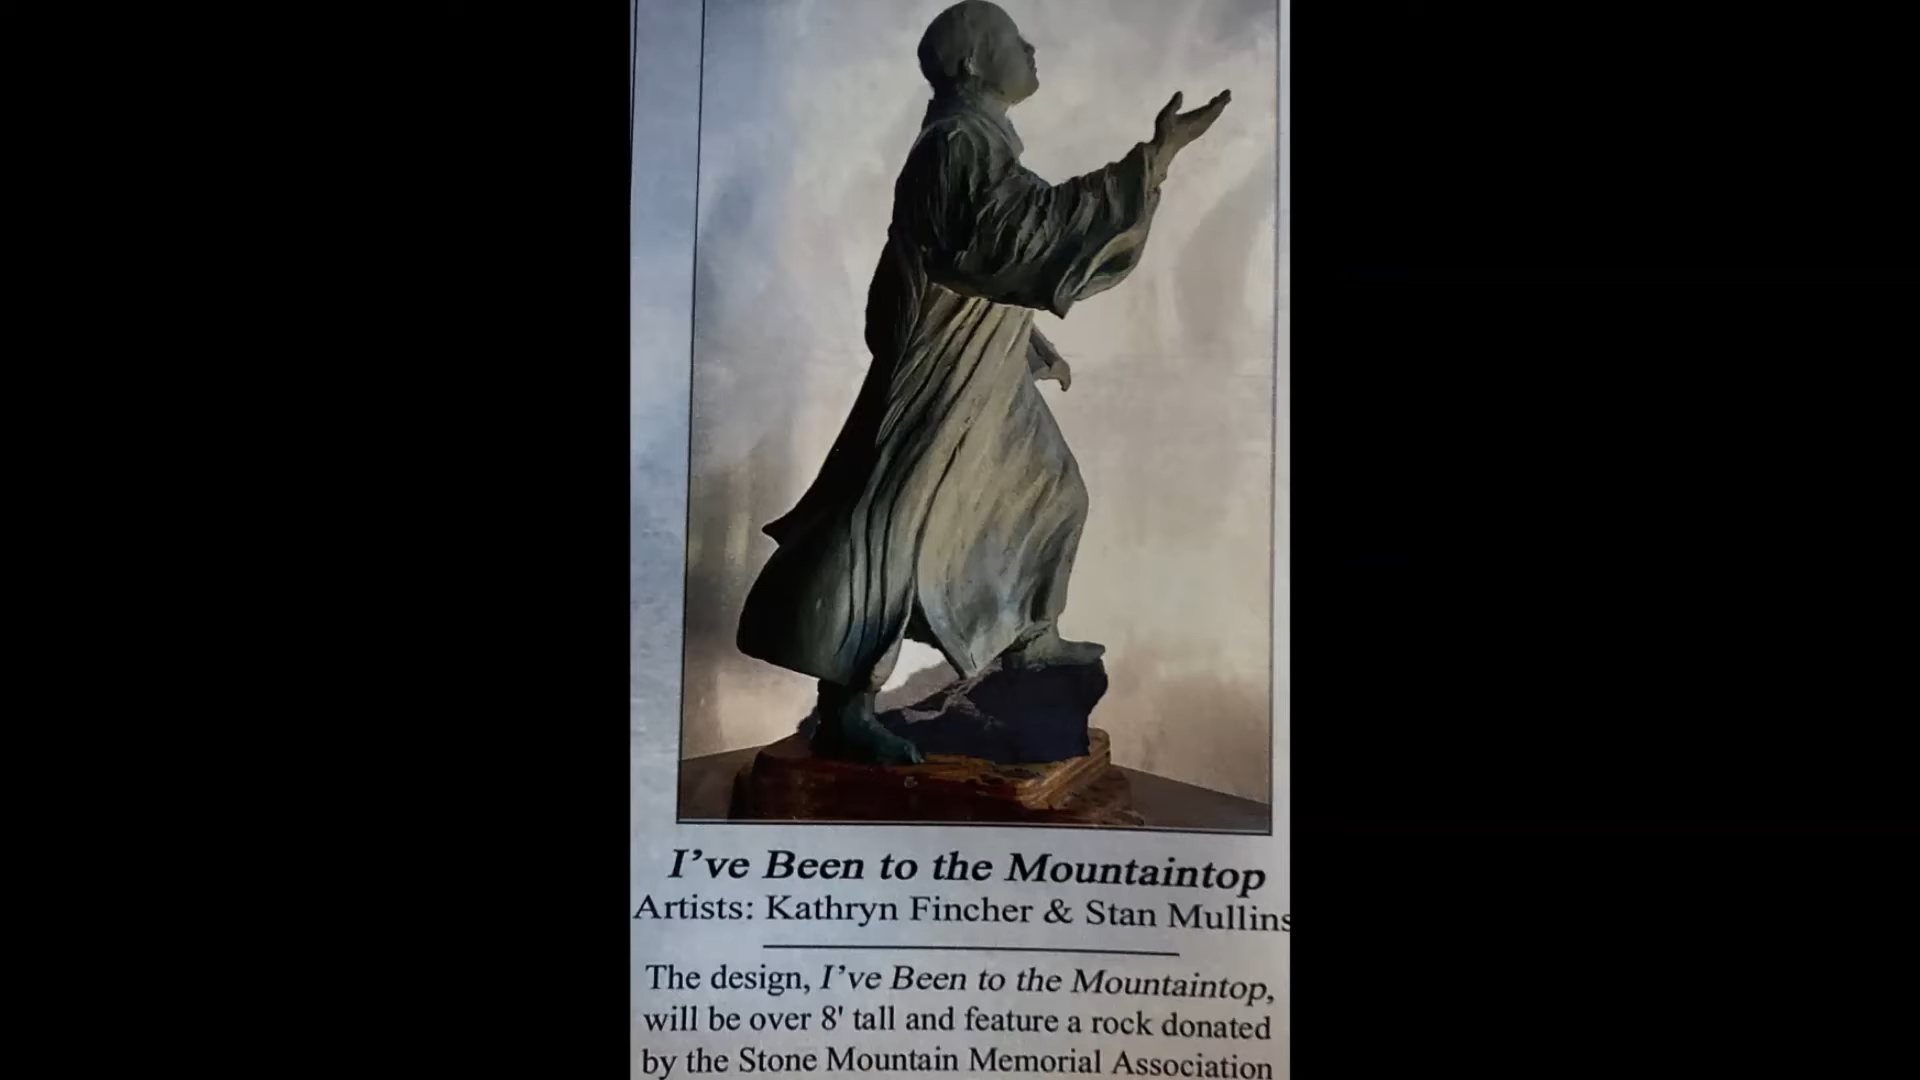 I've Been to the Mountaintop
Artists: Kathryn Fincher & Stan Mullins
The design, I've Been to the Mountaintop,
will be over 8' tall and feature a rock donated
by the Stone Mountain Memorial Association